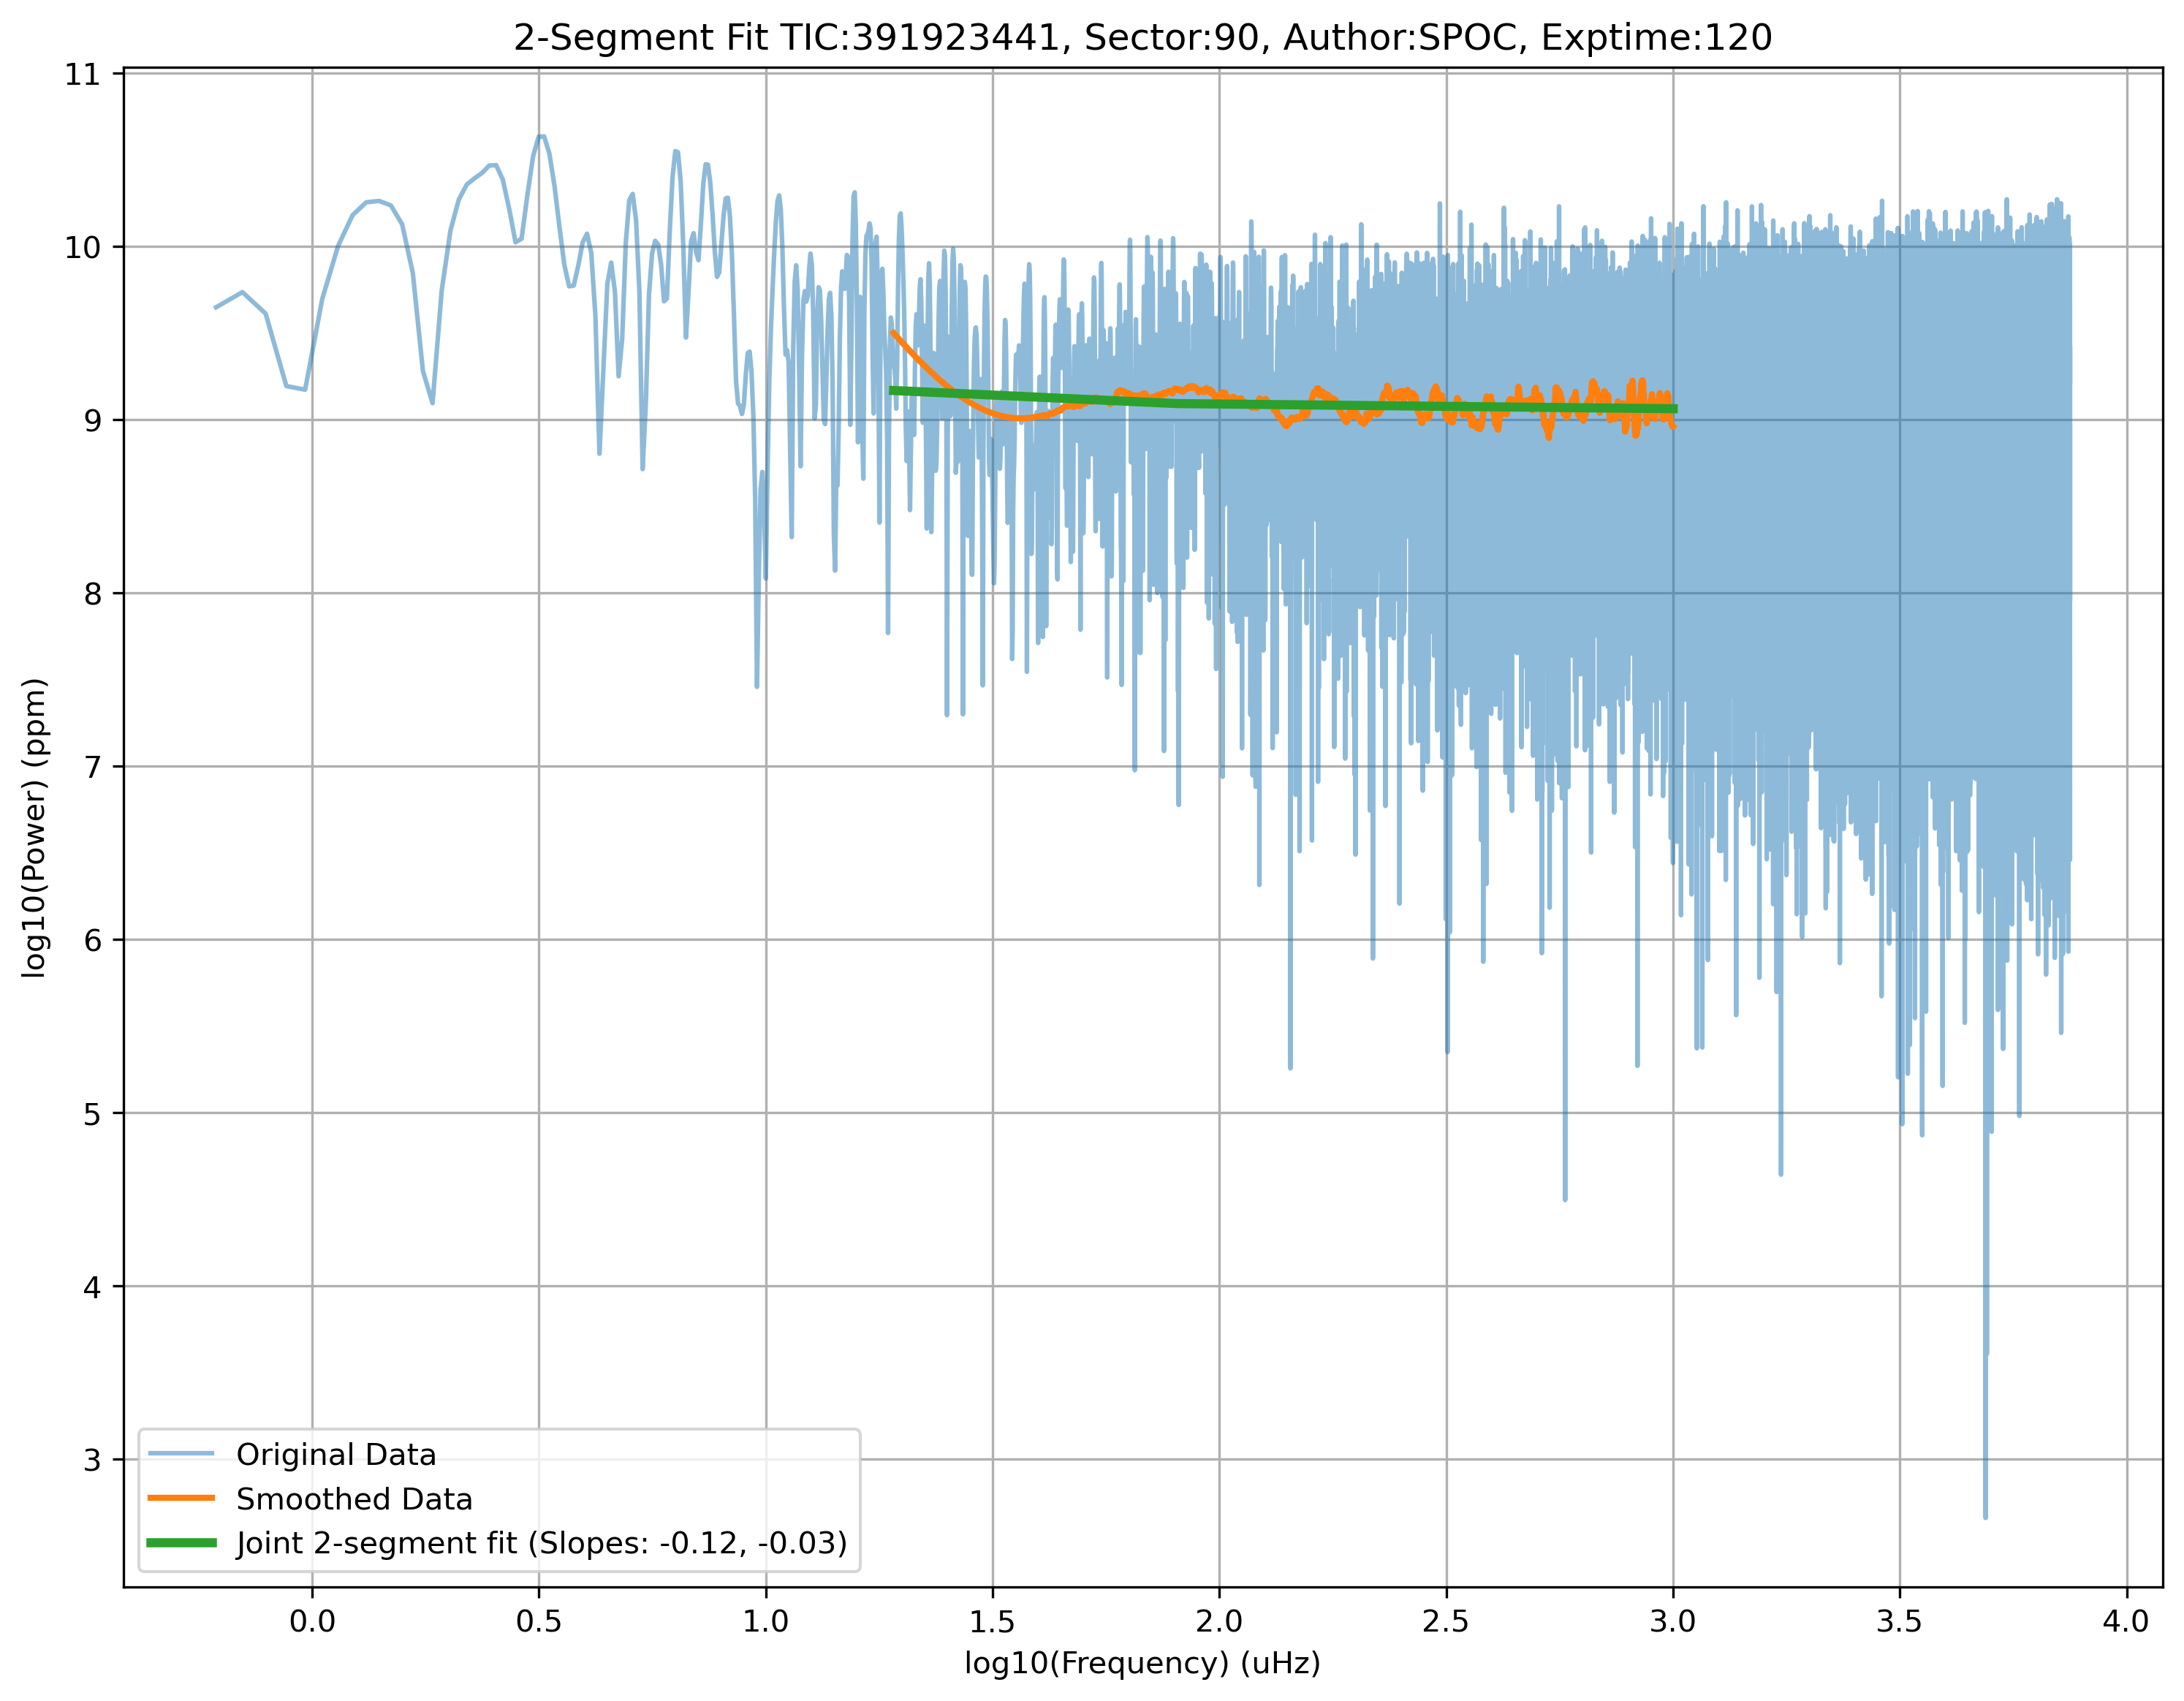 2-Segment Fit TIC:391923441, Sector:90, Author:SPOC, Exptime:120
log10(Power) (ppm)
11
10
9
8
7
6
5
4
3
Original Data
Smoothed Data
Joint 2-segment fit (Slopes: -0.12, -0.03)
0.0 0.5 1.0 1.5 2.0 2.5 3.0 3.5 4.0
log10(Frequency) (uHz)